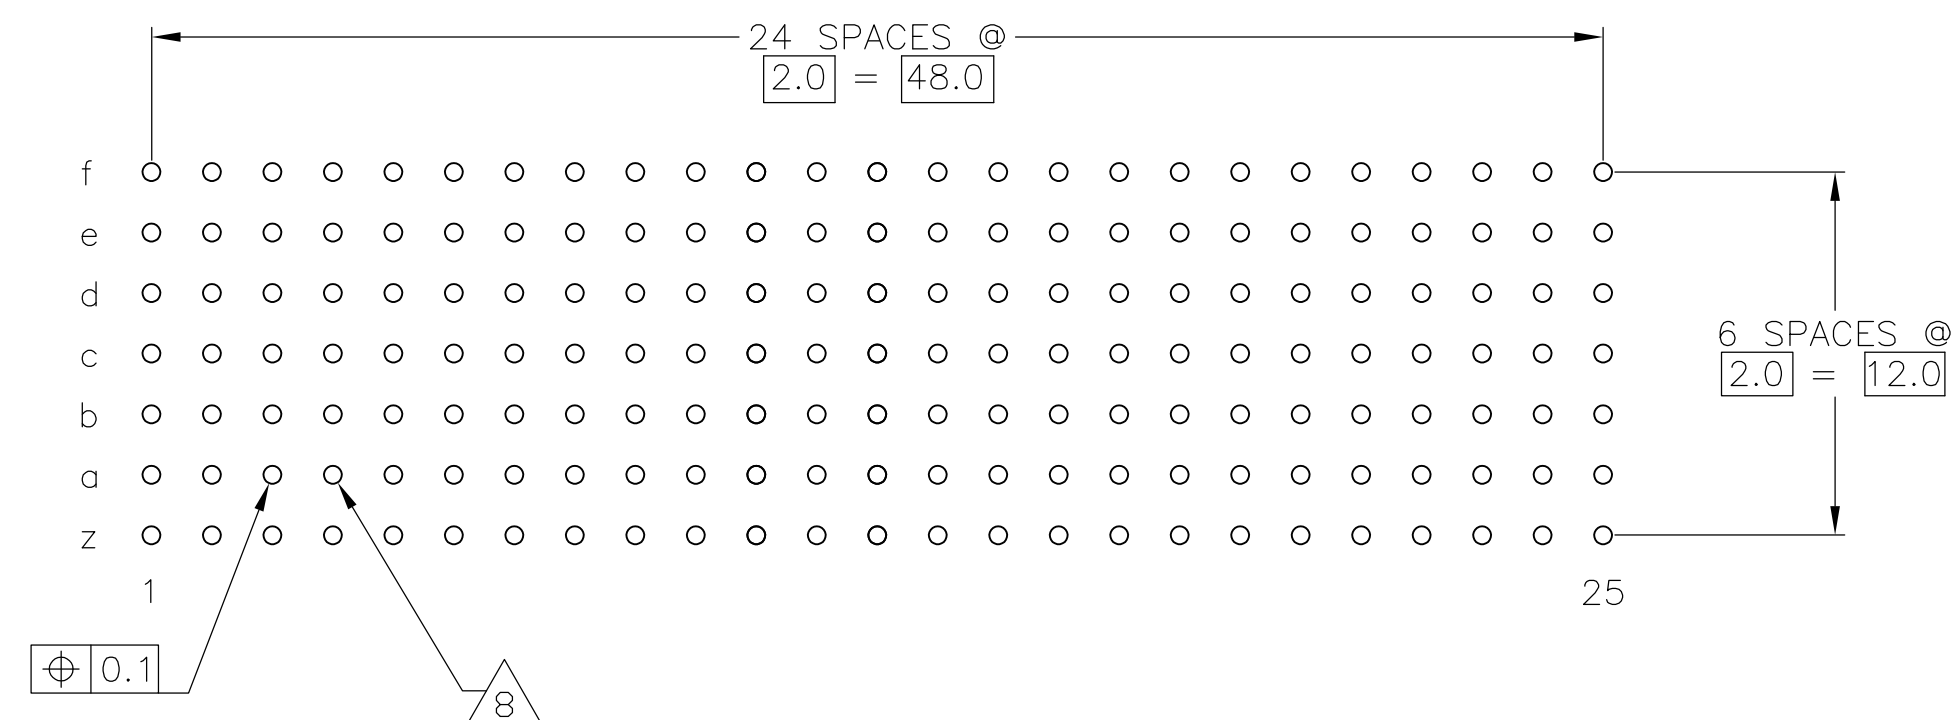 24 SPACES @
2.0 = 48.0
f
e
d
c
6 SPACES @
2.0 = 12.0
b
a
z
1
25
⌖ 0.1
8